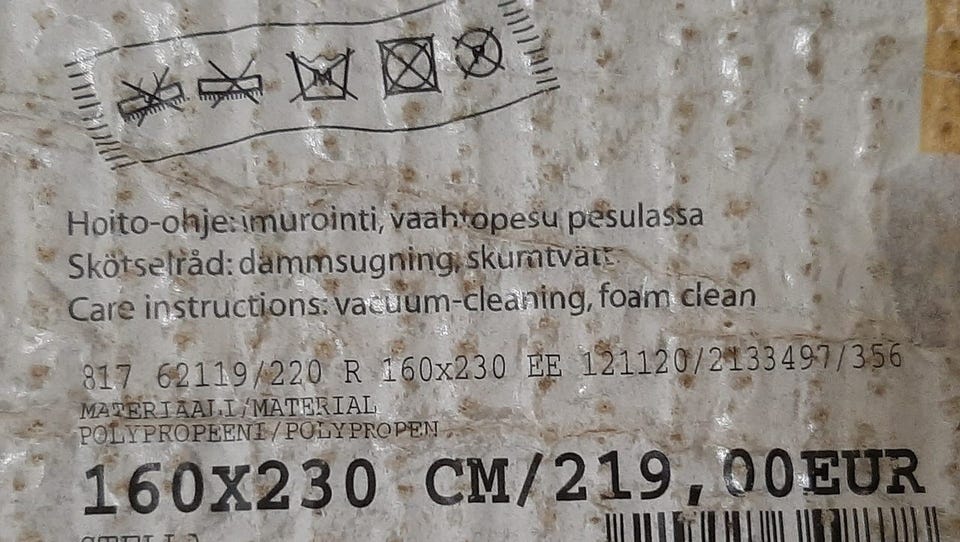 Hoito-ohje: imurointi, vaahtopesu pesulassa
Skötselråd: dammsugning, skumtvätt
Care instructions: vacuum-cleaning, foam clean
817 62119/220 R 160x230 EE 121120/2133497/356
MATERIAALI/MATERIAL
POLYPROPEENI/POLYPROPEN
160X230 CM/219,00EUR